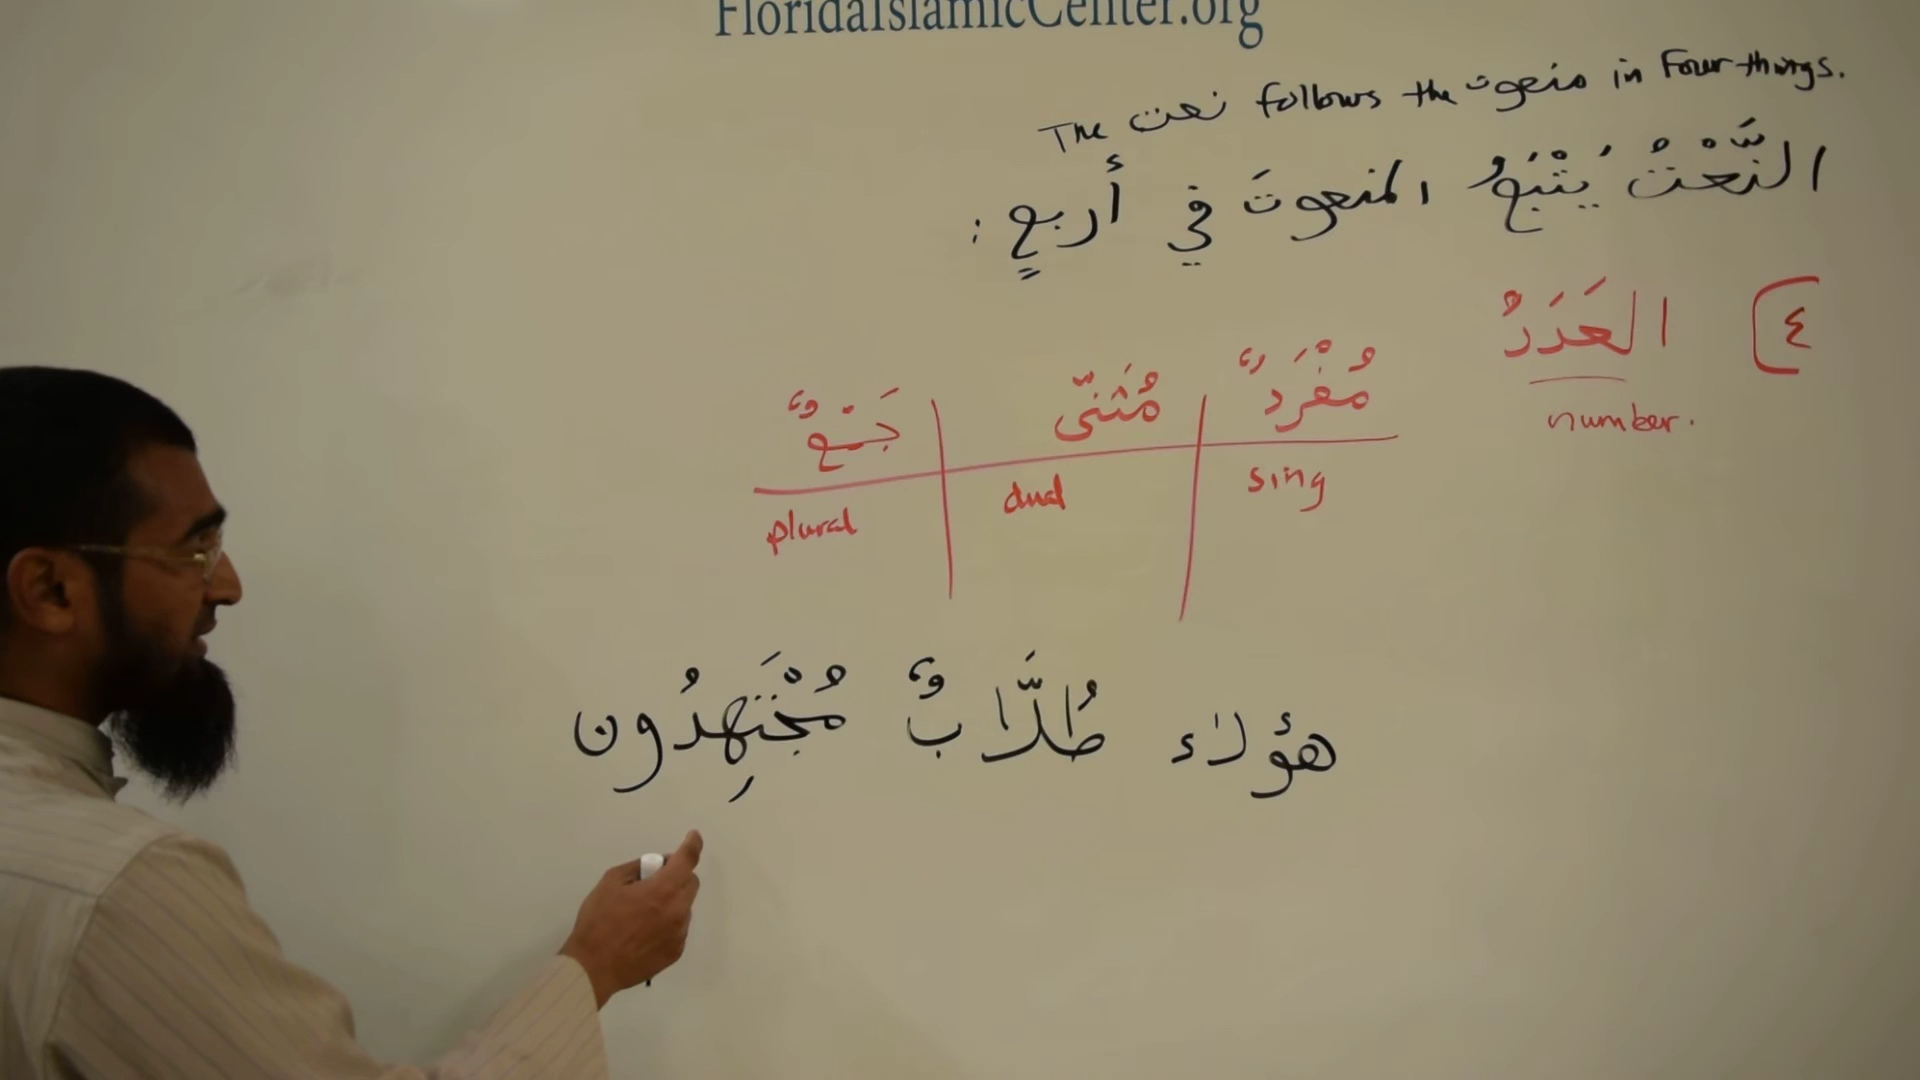 FloridaIslamicCenter.org
The نعت follows the منعوت in Four things.
النَّعْتُ يَتْبَعُ المنعوتَ في أَربعٍ :
٤) العَدَدُ
number.
مُفْرَدٌ مُثَنّى جَمْعٌ
sing dual plural
هؤلاء طُلَّابٌ مُجْتَهِدُون